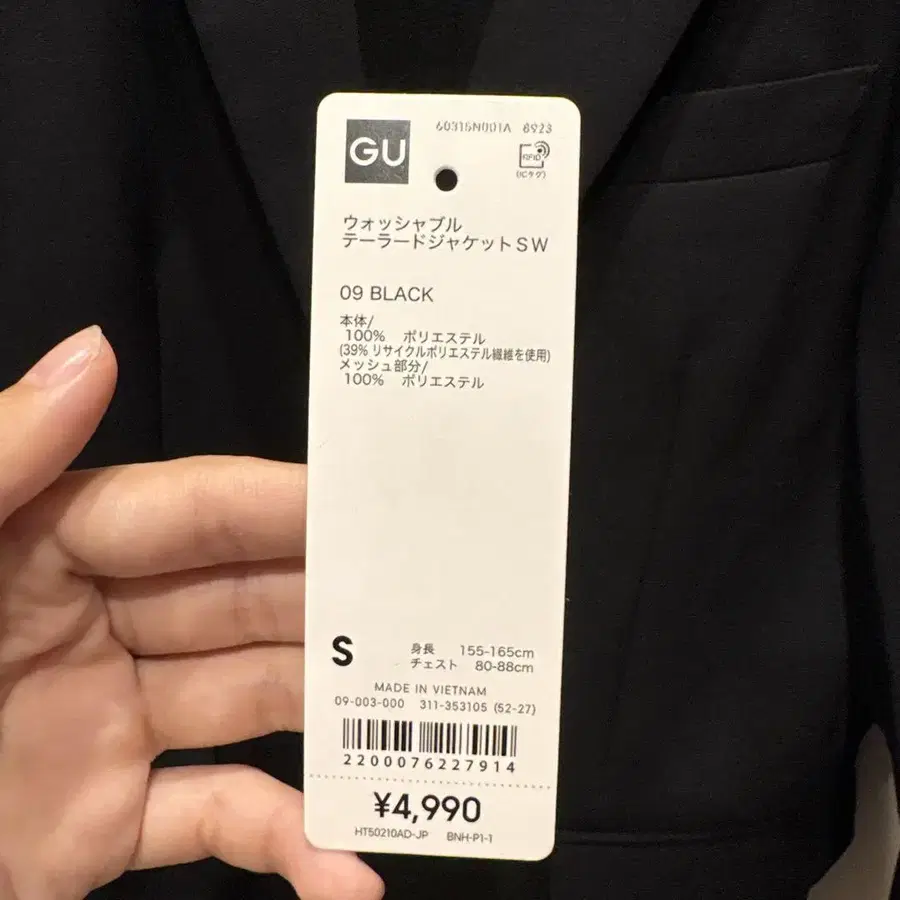 GU
60315N001A 8923
RFID
(ICタグ)
ウォッシャブル
テーラードジャケットSW
09 BLACK
本体/
100% ポリエステル
(39% リサイクルポリエステル繊維を使用)
メッシュ部分/
100% ポリエステル
S
身長 155-165cm
チェスト 80-88cm
MADE IN VIETNAM
09-003-000 311-353105 (52-27)
2200076227914
¥4,990
HT50210AD-JP BNH-P1-1